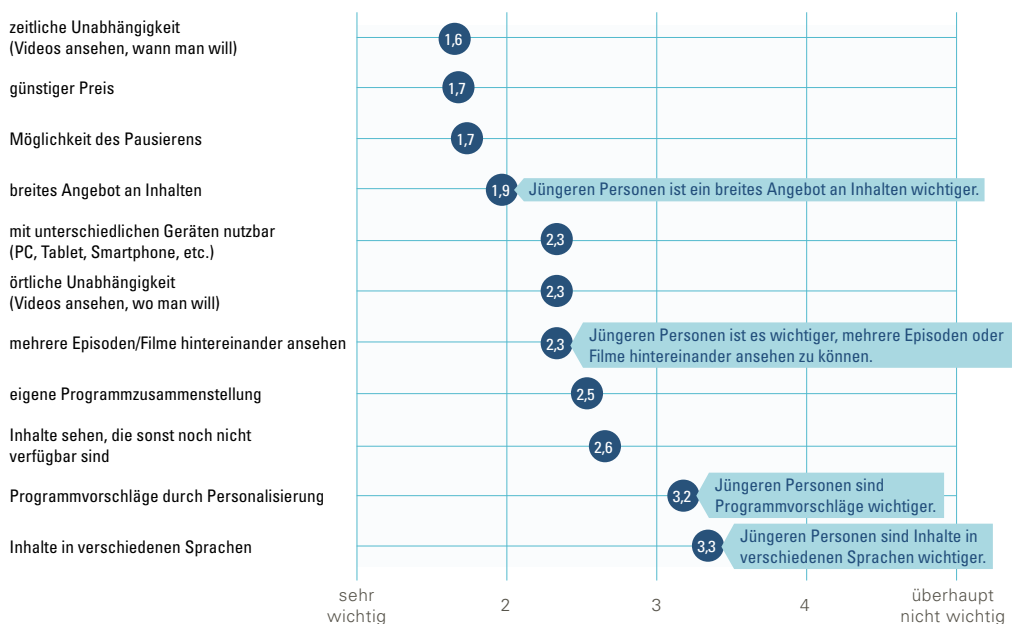 zeitliche Unabhängigkeit
(Videos ansehen, wann man will)
1,6
günstiger Preis
1,7
Möglichkeit des Pausierens
1,7
breites Angebot an Inhalten
1,9
Jüngeren Personen ist ein breites Angebot an Inhalten wichtiger.
mit unterschiedlichen Geräten nutzbar
(PC, Tablet, Smartphone, etc.)
2,3
örtliche Unabhängigkeit
(Videos ansehen, wo man will)
2,3
mehrere Episoden/Filme hintereinander ansehen
2,3
Jüngeren Personen ist es wichtiger, mehrere Episoden oder
Filme hintereinander ansehen zu können.
eigene Programmzusammenstellung
2,5
Inhalte sehen, die sonst noch nicht
verfügbar sind
2,6
Programmvorschläge durch Personalisierung
3,2
Jüngeren Personen sind
Programmvorschläge wichtiger.
Inhalte in verschiedenen Sprachen
3,3
Jüngeren Personen sind Inhalte in
verschiedenen Sprachen wichtiger.
sehr
wichtig
2
3
4
überhaupt
nicht wichtig